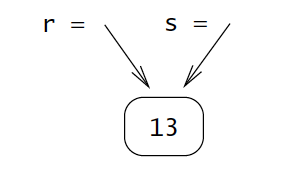 r = s =
13